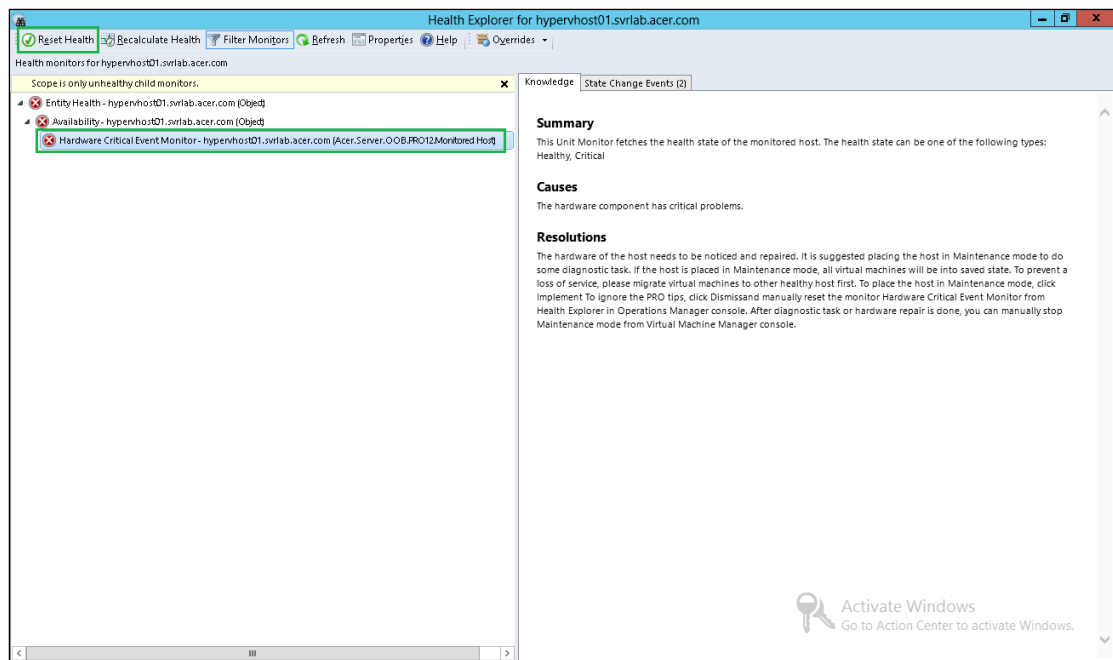 Health Explorer for hypervhost01.svrlab.acer.com
Reset Health Recalculate Health Filter Monitors Refresh Properties Help Overrides
Health monitors for hypervhost01.svrlab.acer.com
Scope is only unhealthy child monitors.
Entity Health - hypervhost01.svrlab.acer.com (Object)
Availability - hypervhost01.svrlab.acer.com (Object)
Hardware Critical Event Monitor - hypervhost01.svrlab.acer.com (Acer.Server.OOB.PRO12.Monitored Host)
Knowledge State Change Events (2)
Summary
This Unit Monitor fetches the health state of the monitored host. The health state can be one of the following types:
Healthy, Critical
Causes
The hardware component has critical problems.
Resolutions
The hardware of the host needs to be noticed and repaired. It is suggested placing the host in Maintenance mode to do
some diagnostic task. If the host is placed in Maintenance mode, all virtual machines will be into saved state. To prevent a
loss of service, please migrate virtual machines to other healthy host first. To place the host in Maintenance mode, click
Implement To ignore the PRO tips, click Dismissand manually reset the monitor Hardware Critical Event Monitor from
Health Explorer in Operations Manager console. After diagnostic task or hardware repair is done, you can manually stop
Maintenance mode from Virtual Machine Manager console.
Activate Windows
Go to Action Center to activate Windows.